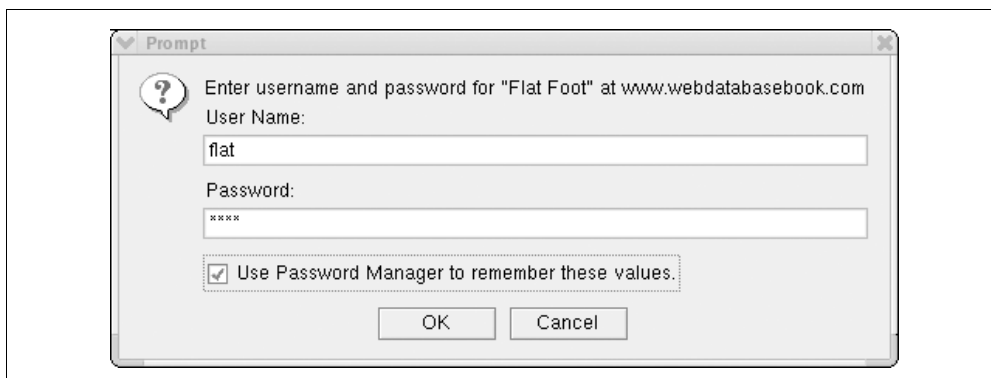 Prompt
Enter username and password for "Flat Foot" at www.webdatabasebook.com
User Name:
flat
Password:
****
Use Password Manager to remember these values.
OK
Cancel